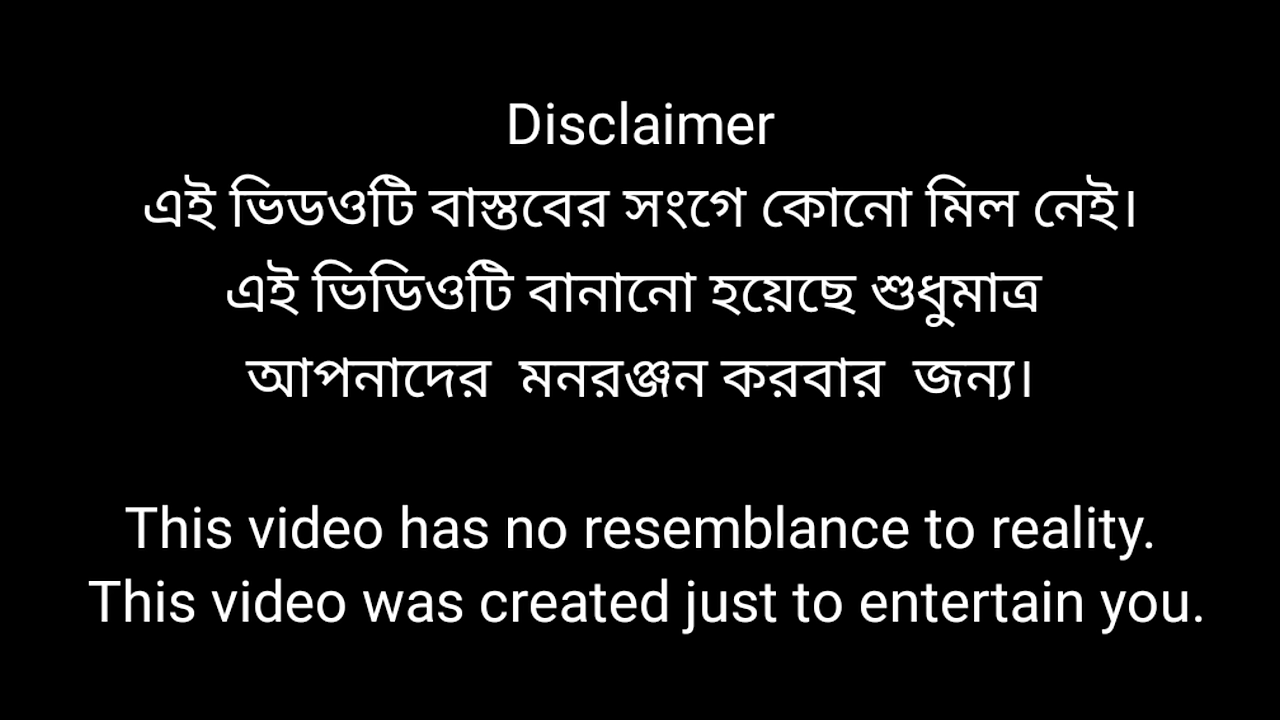 Disclaimer
এই ভিডওটি বাস্তবের সংগে কোনো মিল নেই।
এই ভিডিওটি বানানো হয়েছে শুধুমাত্র
আপনাদের  মনরঞ্জন করবার  জন্য।
This video has no resemblance to reality.
This video was created just to entertain you.